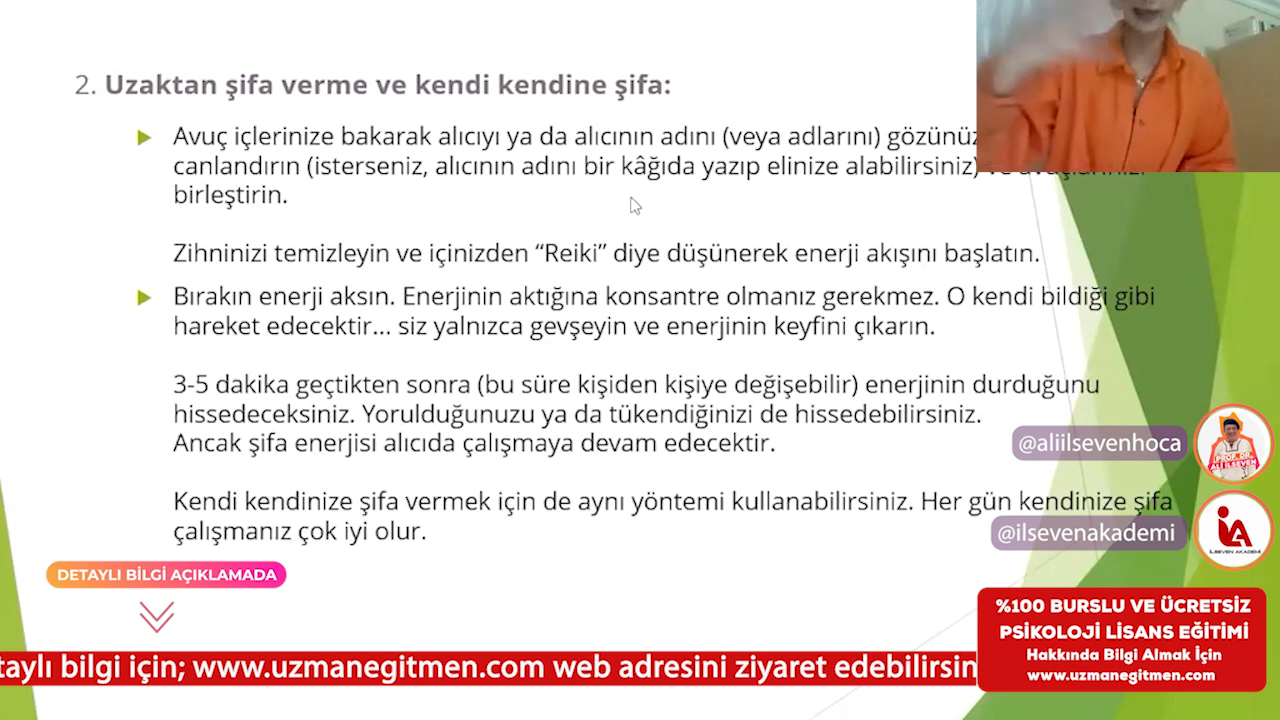 2. Uzaktan şifa verme ve kendi kendine şifa:
Avuç içlerinize bakarak alıcıyı ya da alıcının adını (veya adlarını)
canlandırın (isterseniz, alıcının adını bir kâğıda yazıp elinize alabilirsiniz)
birleştirin.
Zihninizi temizleyin ve içinizden “Reiki” diye düşünerek enerji akışını başlatın.
Bırakın enerji aksın. Enerjinin aktığına konsantre olmanız gerekmez. O kendi bildiği gibi
hareket edecektir... siz yalnızca gevşeyin ve enerjinin keyfini çıkarın.
3-5 dakika geçtikten sonra (bu süre kişiden kişiye değişebilir) enerjinin durduğunu
hissedeceksiniz. Yorulduğunuzu ya da tükendiğinizi de hissedebilirsiniz.
Ancak şifa enerjisi alıcıda çalışmaya devam edecektir.
@aliilsevenhoca
PROF. DR.
ALİ İLSEVEN
Kendi kendinize şifa vermek için de aynı yöntemi kullanabilirsiniz. Her gün kendinize şifa
çalışmanız çok iyi olur.
@ilsevenakademi
İLSEVEN AKADEMİ
DETAYLI BİLGİ AÇIKLAMADA
%100 BURSLU VE ÜCRETSİZ
PSİKOLOJİ LİSANS EĞİTİMİ
Hakkında Bilgi Almak İçin
www.uzmanegitmen.com
bilgi için; www.uzmanegitmen.com web adresini ziyaret